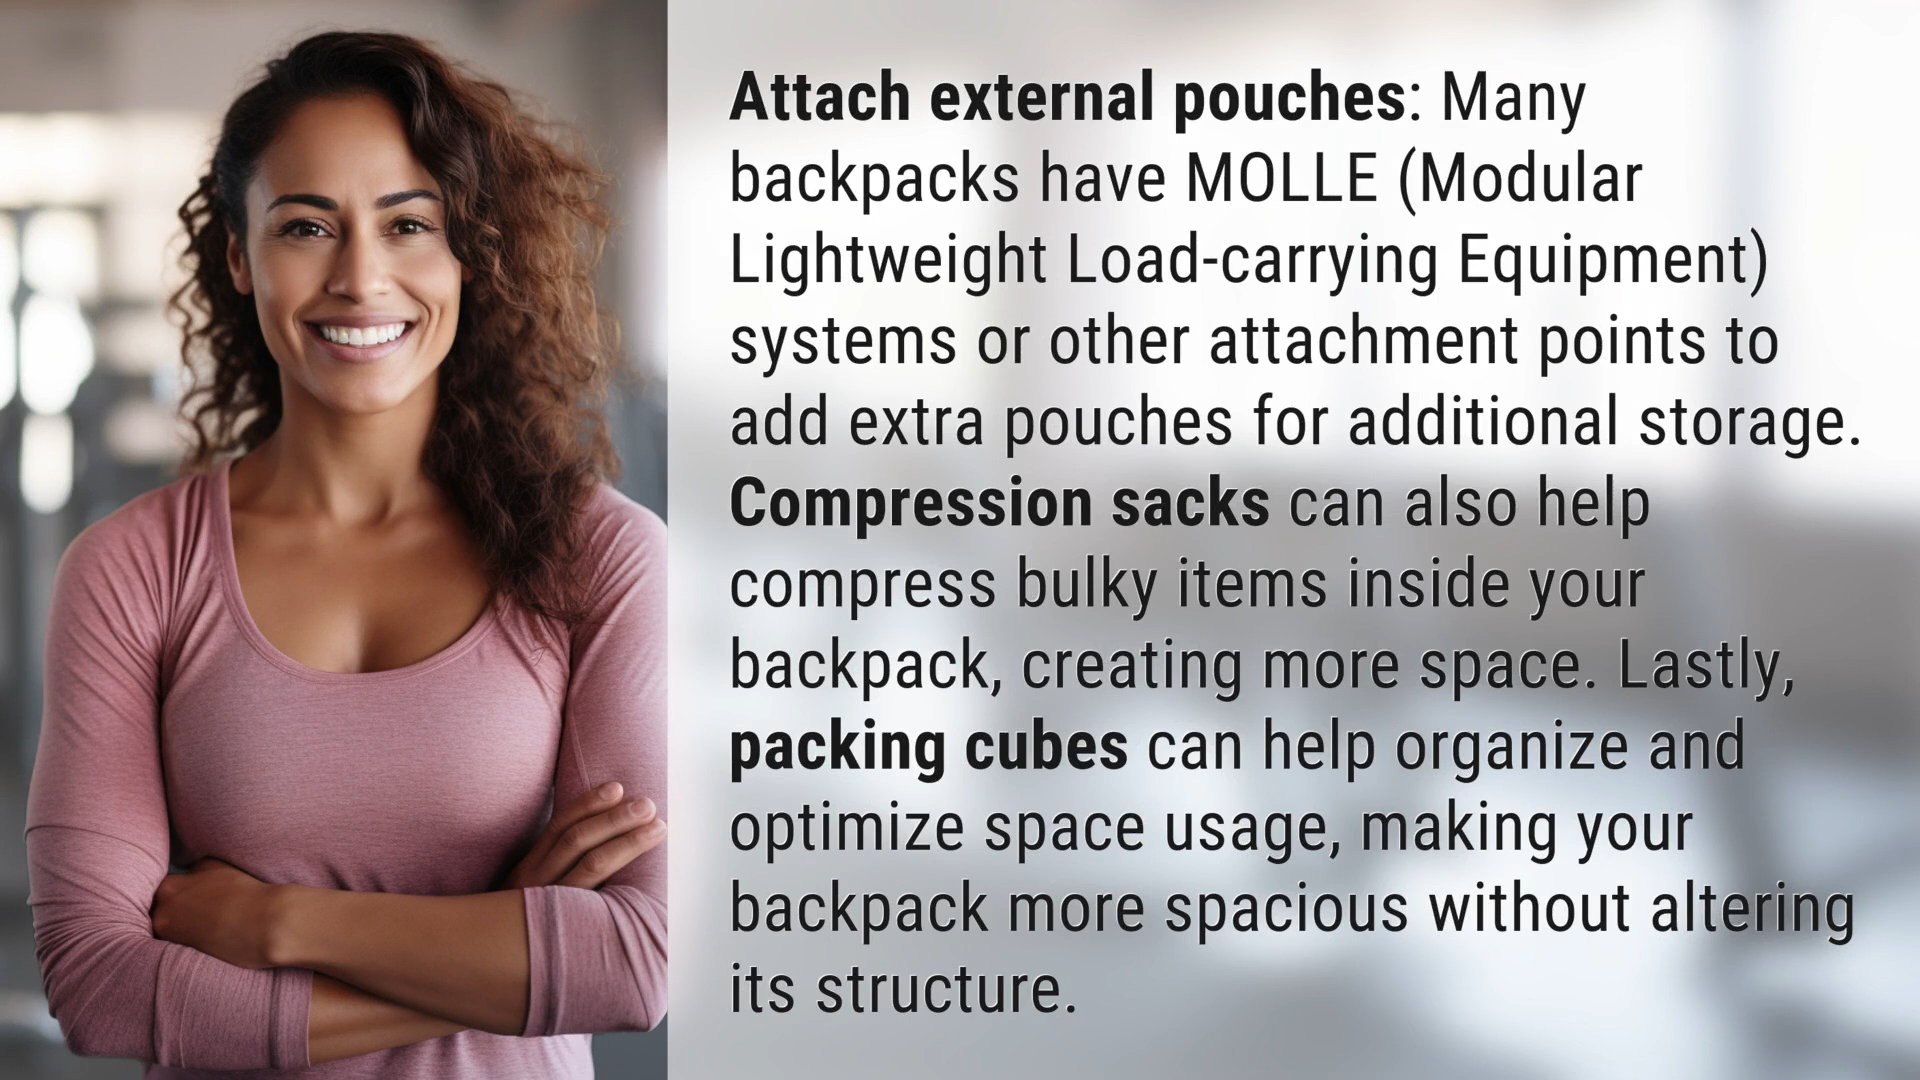 Attach external pouches: Many
backpacks have MOLLE (Modular
Lightweight Load-carrying Equipment)
systems or other attachment points to
add extra pouches for additional storage.
Compression sacks can also help
compress bulky items inside your
backpack, creating more space. Lastly,
packing cubes can help organize and
optimize space usage, making your
backpack more spacious without altering
its structure.